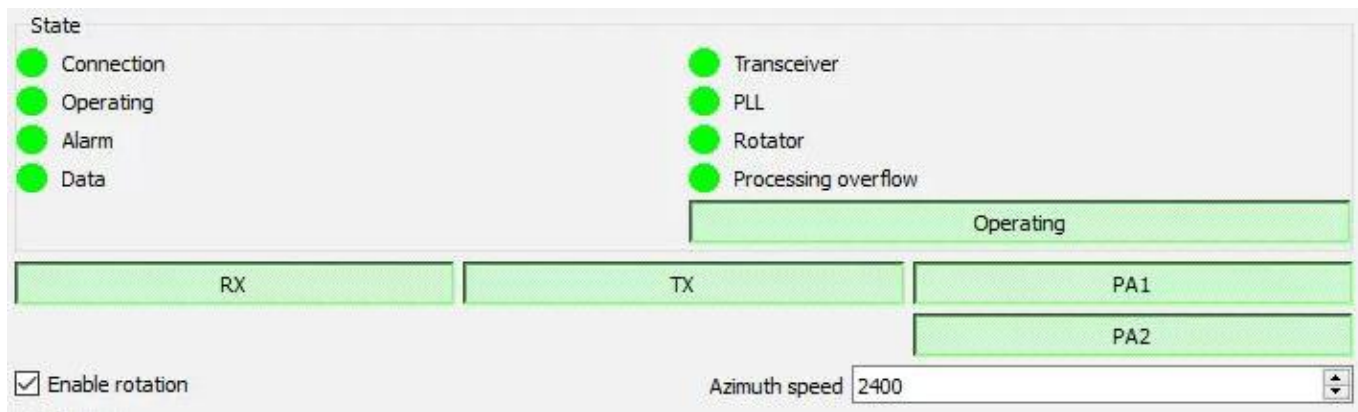 State
Connection
Transceiver
Operating
PLL
Alarm
Rotator
Data
Processing overflow
Operating
RX
TX
PA1
PA2
Enable rotation
Azimuth speed 2400